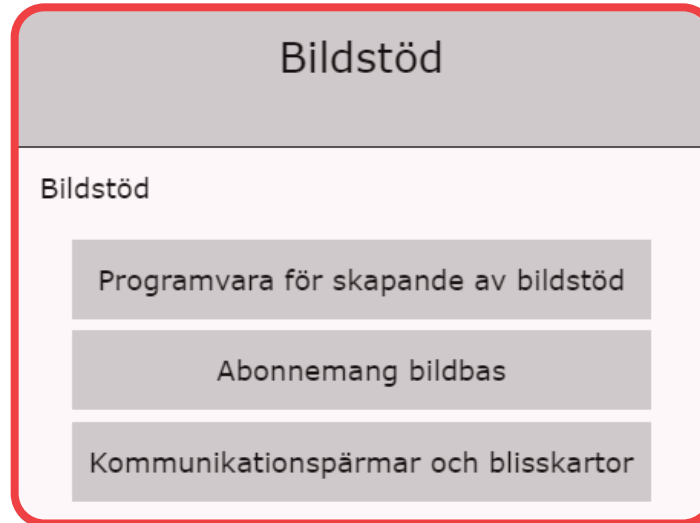 Bildstöd
Bildstöd
Programvara för skapande av bildstöd
Abonnemang bildbas
Kommunikationspärmar och blisskartor